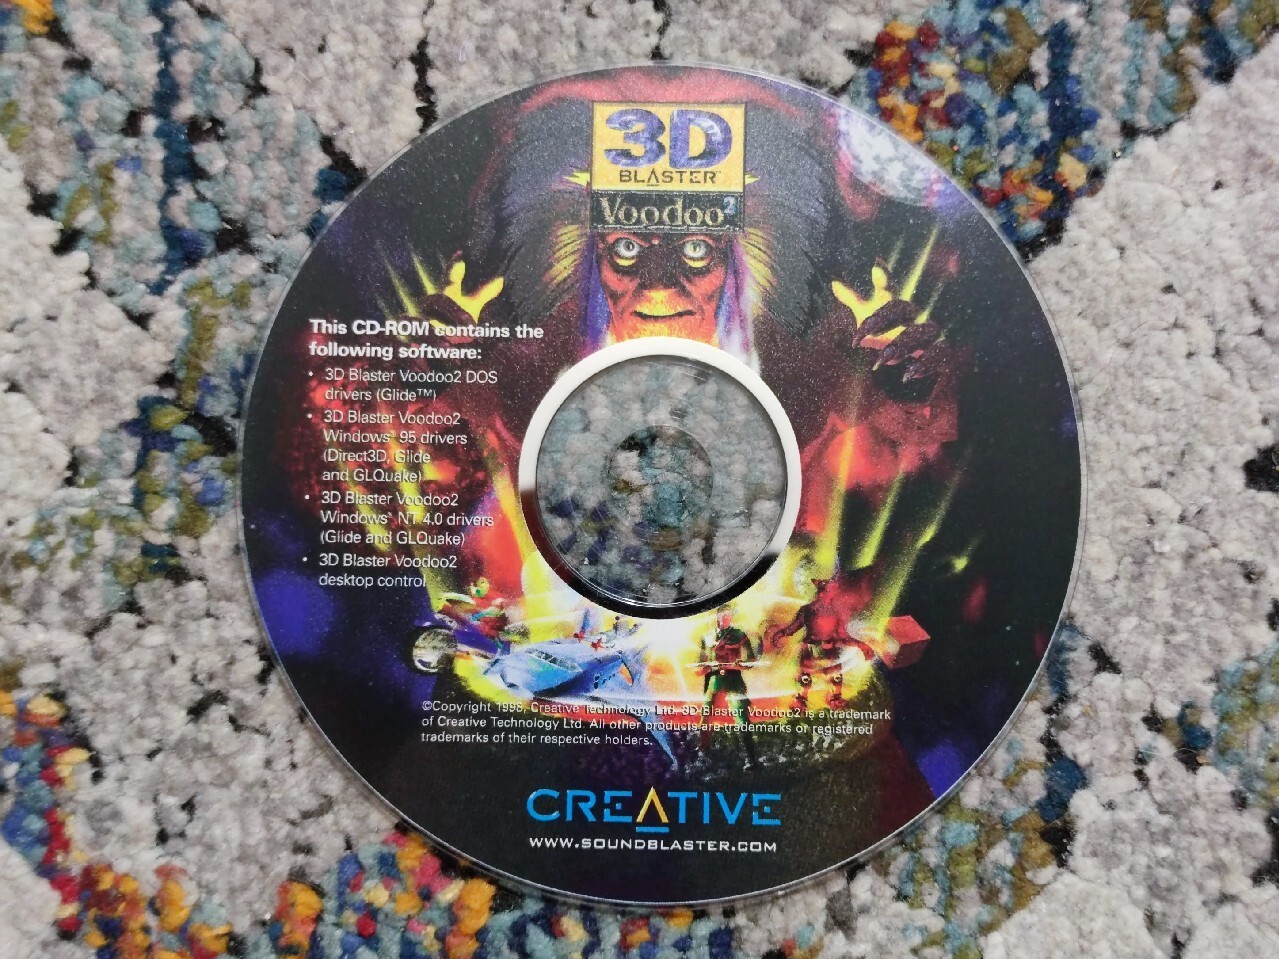 3D
BLASTER™
Voodoo2
This CD-ROM contains the
following software:
• 3D Blaster Voodoo2 DOS
drivers (Glide™)
• 3D Blaster Voodoo2
Windows® 95 drivers
(Direct3D, Glide
and GLQuake)
• 3D Blaster Voodoo2
Windows® NT 4.0 drivers
(Glide and GLQuake)
• 3D Blaster Voodoo2
desktop control
©Copyright 1998, Creative Technology Ltd. 3D Blaster Voodoo2 is a trademark
of Creative Technology Ltd. All other products are trademarks or registered
trademarks of their respective holders.
CREATIVE
WWW.SOUNDBLASTER.COM